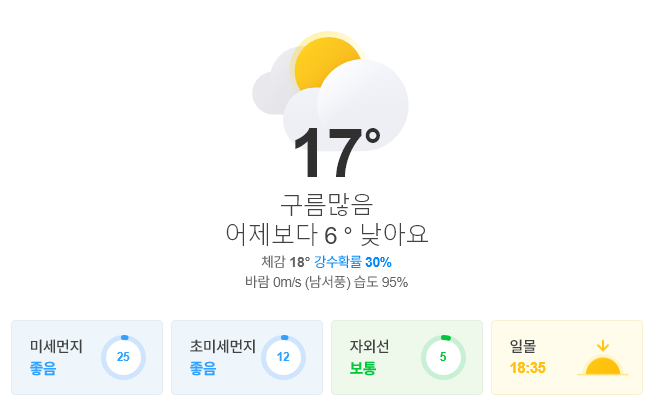 17°
구름많음
어제보다 6 ° 낮아요
체감 18° 강수확률 30%
바람 0m/s (남서풍) 습도 95%
미세먼지
좋음
25
초미세먼지
좋음
12
자외선
보통
5
일몰
18:35